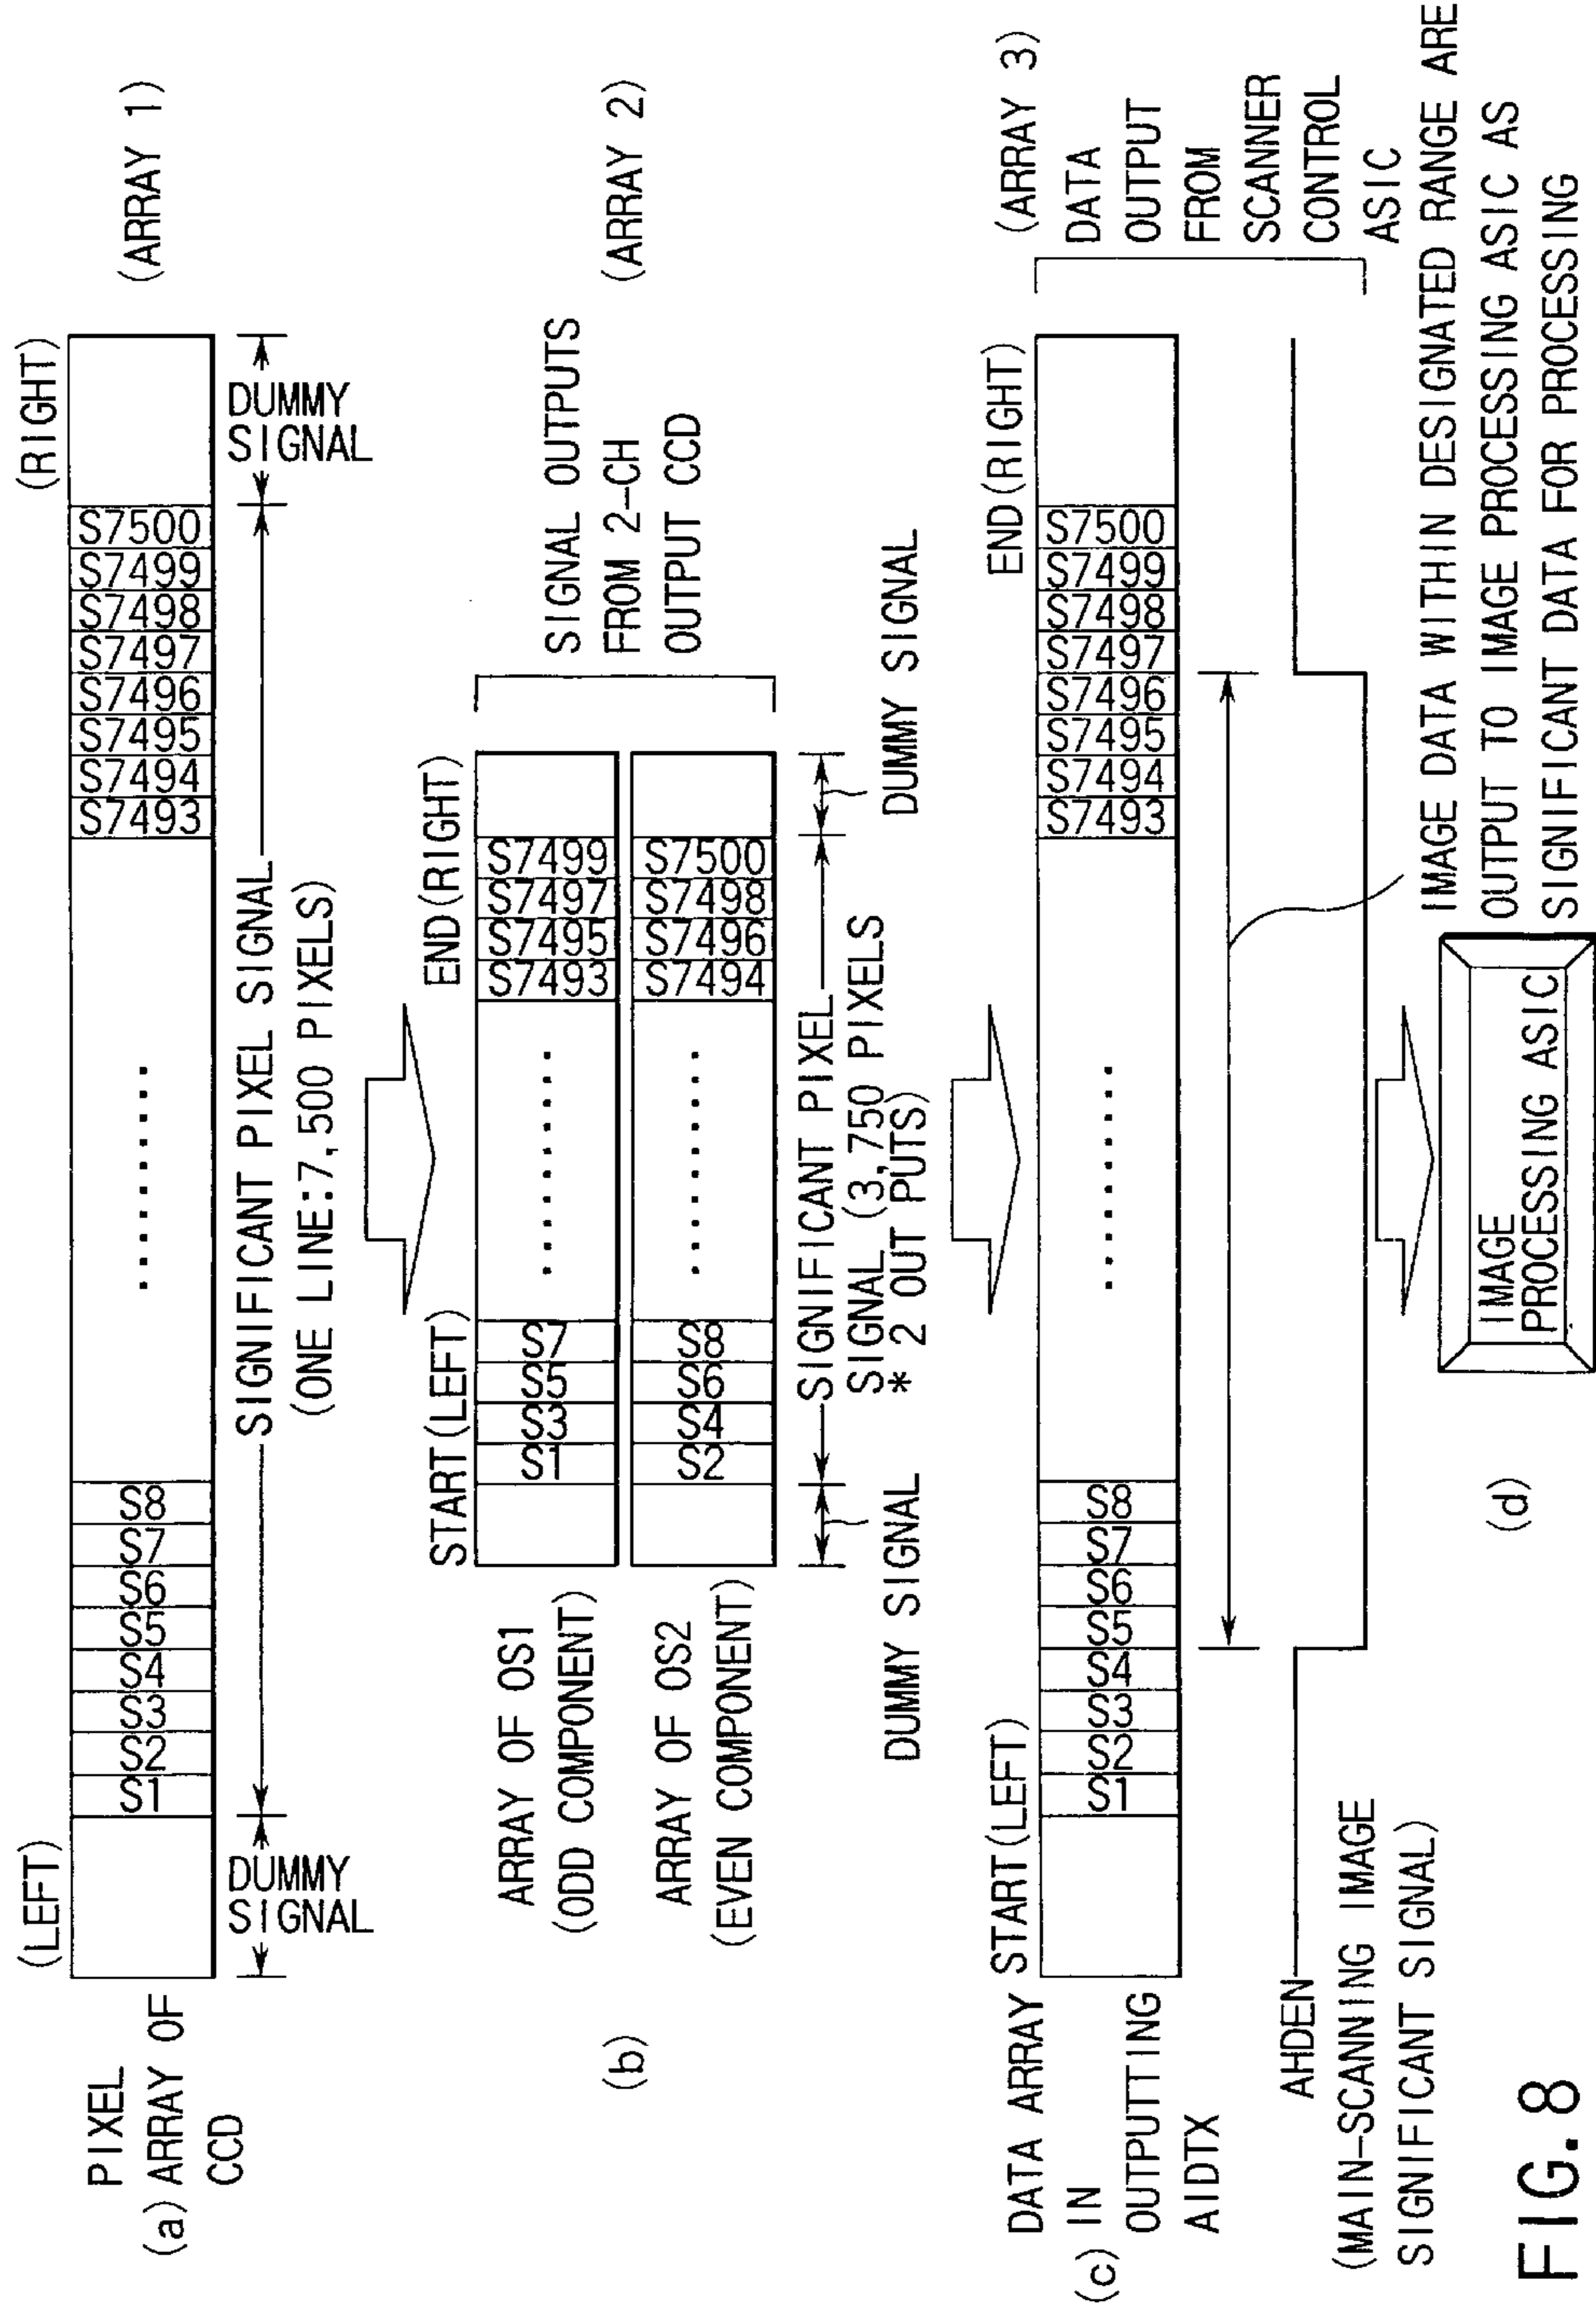 (LEFT)
(RIGHT)
PIXEL
(a) ARRAY OF
CCD
S1 S2 S3 S4 S5 S6 S7 S8 ········ S7493 S7494 S7495 S7496 S7497 S7498 S7499 S7500
(ARRAY 1)
DUMMY
SIGNAL
SIGNIFICANT PIXEL SIGNAL
(ONE LINE:7,500 PIXELS)
DUMMY
SIGNAL
(b)
START(LEFT)
END(RIGHT)
ARRAY OF OS1
(ODD COMPONENT)
S1 S3 S5 S7 ········ S7493 S7495 S7497 S7499
ARRAY OF OS2
(EVEN COMPONENT)
S2 S4 S6 S8 ········ S7494 S7496 S7498 S7500
SIGNAL OUTPUTS
FROM 2-CH
OUTPUT CCD
(ARRAY 2)
DUMMY SIGNAL
SIGNIFICANT PIXEL
SIGNAL (3,750 PIXELS
* 2 OUT PUTS)
DUMMY SIGNAL
DATA ARRAY
(c) IN
OUTPUTTING
AIDTX
START(LEFT)
END(RIGHT)
S1 S2 S3 S4 S5 S6 S7 S8 ········ S7493 S7494 S7495 S7496 S7497 S7498 S7499 S7500
(ARRAY 3)
DATA
OUTPUT
FROM
SCANNER
CONTROL
ASIC
AHDEN
(MAIN-SCANNING IMAGE
SIGNIFICANT SIGNAL)
IMAGE DATA WITHIN DESIGNATED RANGE ARE
OUTPUT TO IMAGE PROCESSING ASIC AS
SIGNIFICANT DATA FOR PROCESSING
(d)
IMAGE
PROCESSING ASIC
FIG. 8